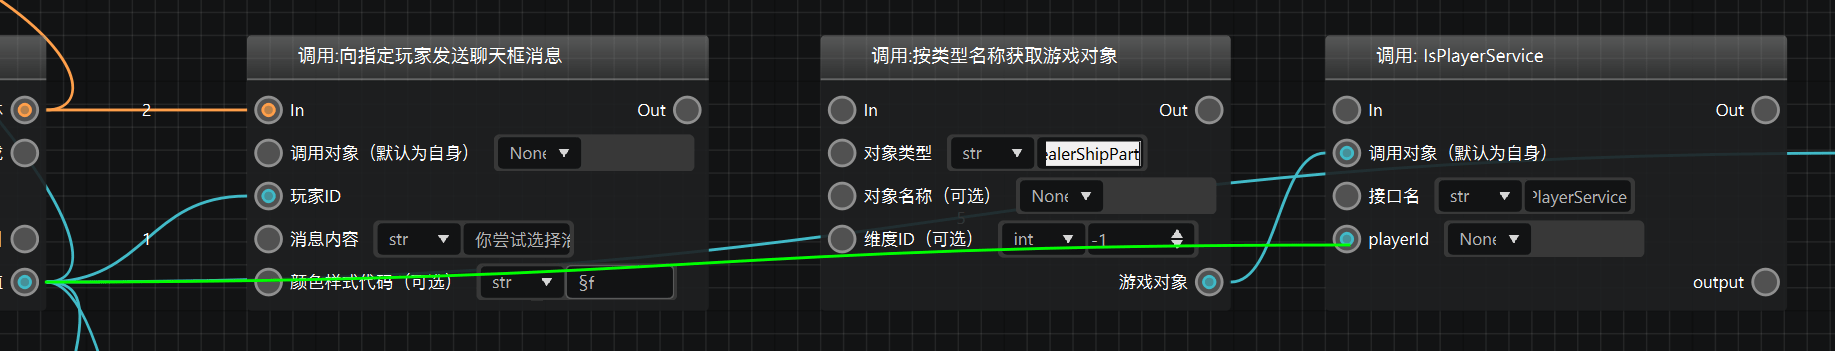 调用:向指定玩家发送聊天框消息
2
In
Out
调用对象（默认为自身）
None
玩家ID
消息内容
str
你尝试选择
1
颜色样式代码（可选）
str
§f
调用:按类型名称获取游戏对象
In
Out
对象类型
str
ealerShipPart
对象名称（可选）
None
5
维度ID（可选）
int
-1
游戏对象
调用: IsPlayerService
In
Out
调用对象（默认为自身）
接口名
str
PlayerService
playerId
None
output